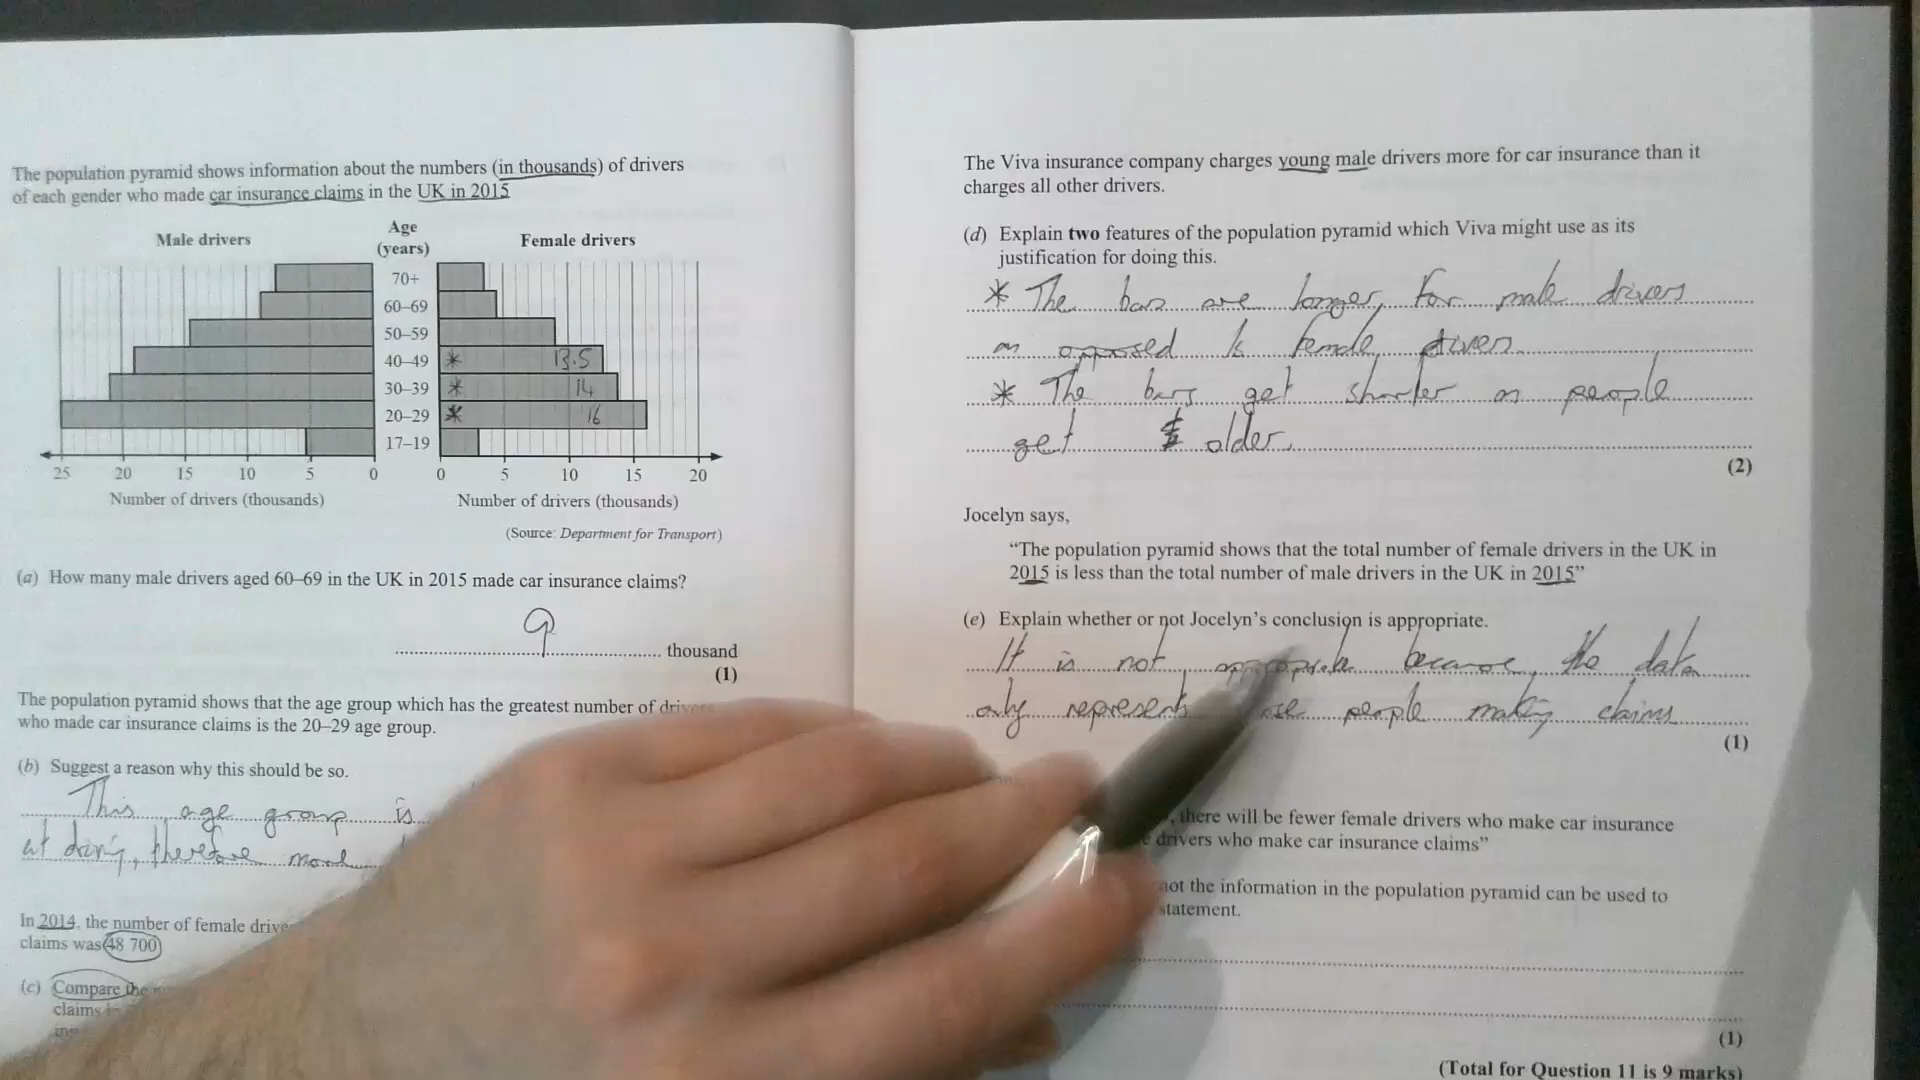 The population pyramid shows information about the numbers (in thousands) of drivers
of each gender who made car insurance claims in the UK in 2015
Male drivers
Age
(years)
Female drivers
70+
60–69
50–59
40–49 * 13.5
30–39 * 14
20–29 * 16
17–19
25 20 15 10 5 0 0 5 10 15 20
Number of drivers (thousands) Number of drivers (thousands)
(Source: Department for Transport)
(a) How many male drivers aged 60–69 in the UK in 2015 made car insurance claims?
9
thousand
(1)
The population pyramid shows that the age group which has the greatest number of
who made car insurance claims is the 20–29 age group.
(b) Suggest a reason why this should be so.
This age group is
at therefore more
In 2014, the number of female
claims was 48 700
(c) Compare the
claims
The Viva insurance company charges young male drivers more for car insurance than it
charges all other drivers.
(d) Explain two features of the population pyramid which Viva might use as its
justification for doing this.
* The bars are longer, for male drivers
as opposed to female drivers.
* The bars get shorter as people
get older.
(2)
Jocelyn says,
“The population pyramid shows that the total number of female drivers in the UK in
2015 is less than the total number of male drivers in the UK in 2015”
(e) Explain whether or not Jocelyn’s conclusion is appropriate.
It is not appropriate because, the data
only represents people making claims
(1)
, there will be fewer female drivers who make car insurance
drivers who make car insurance claims”
not the information in the population pyramid can be used to
statement.
(1)
(Total for Question 11 is 9 marks)